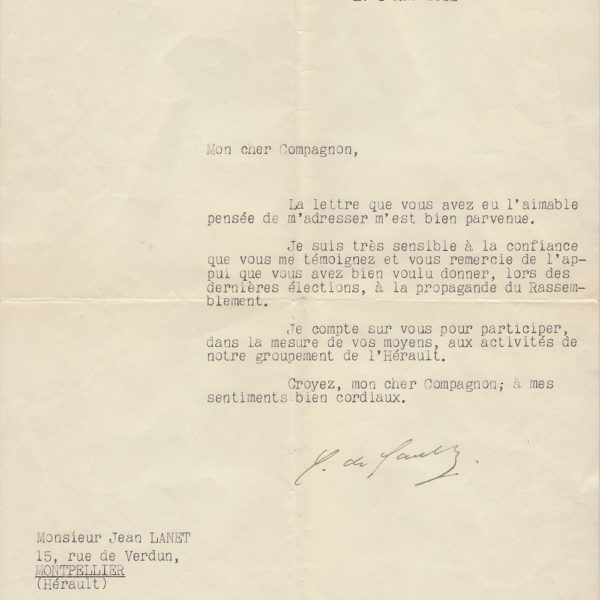 Mon cher Compagnon,
La lettre que vous avez eu l'aimable
pensée de m'adresser m'est bien parvenue.
Je suis très sensible à la confiance
que vous me témoignez et vous remercie de l'ap-
pui que vous avez bien voulu donner, lors des
dernières élections, à la propagande du Rassem-
blement.
Je compte sur vous pour participer,
dans la mesure de vos moyens, aux activités de
notre groupement de l'Hérault.
Croyez, mon cher Compagnon; à mes
sentiments bien cordiaux.
Monsieur Jean LANET
15, rue de Verdun,
MONTPELLIER
(Hérault)